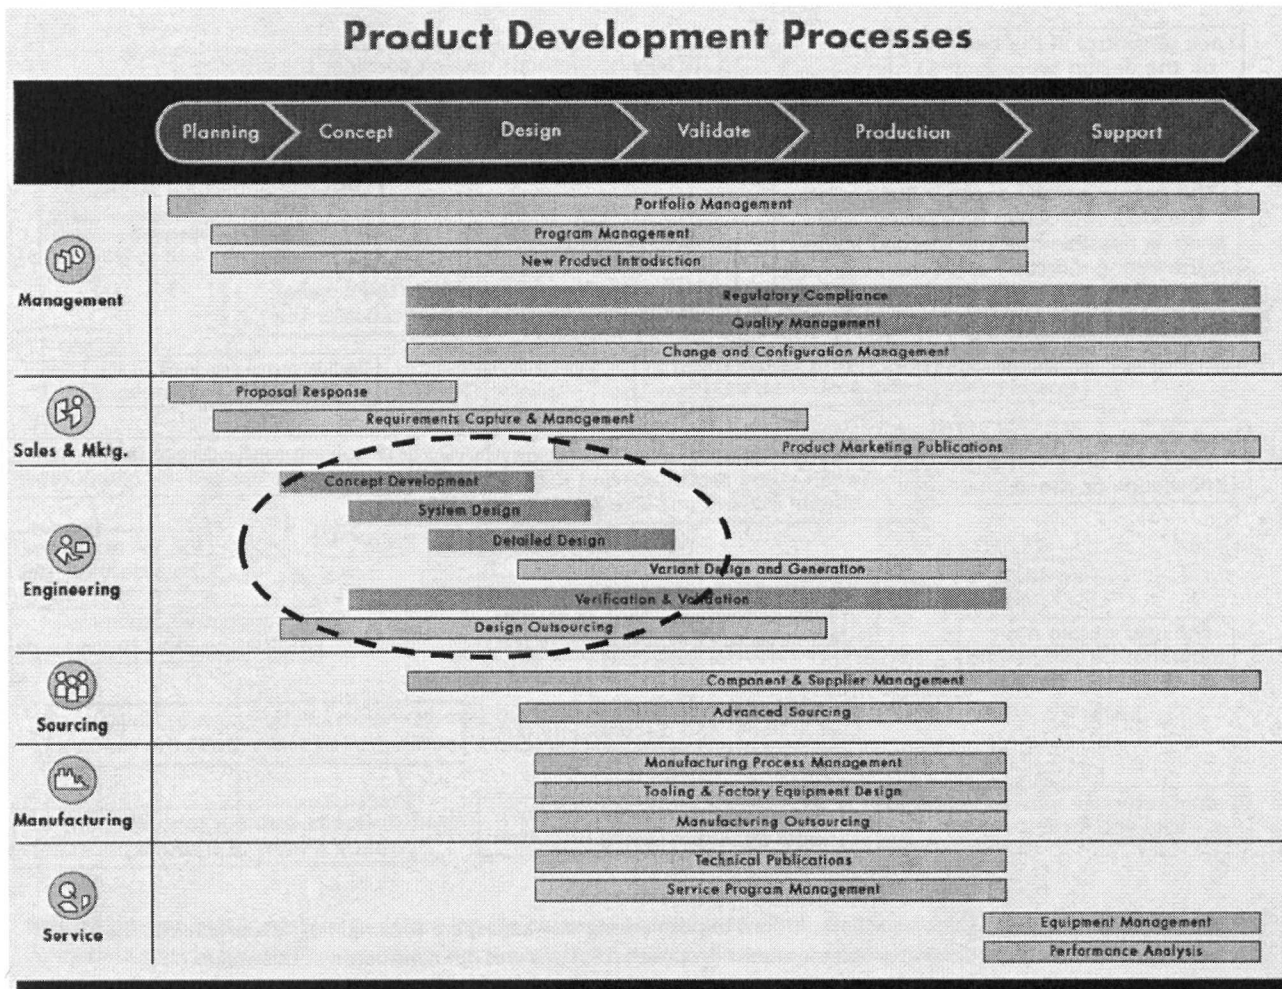 Product Development Processes
Planning
Concept
Design
Validate
Production
Support
Management
Portfolio Management
Program Management
New Product Introduction
Regulatory Compliance
Quality Management
Change and Configuration Management
Sales & Mktg.
Proposal Response
Requirements Capture & Management
Product Marketing Publications
Engineering
Concept Development
System Design
Detailed Design
Variant Design and Generation
Verification & Validation
Design Outsourcing
Sourcing
Component & Supplier Management
Advanced Sourcing
Manufacturing
Manufacturing Process Management
Tooling & Factory Equipment Design
Manufacturing Outsourcing
Service
Technical Publications
Service Program Management
Equipment Management
Performance Analysis